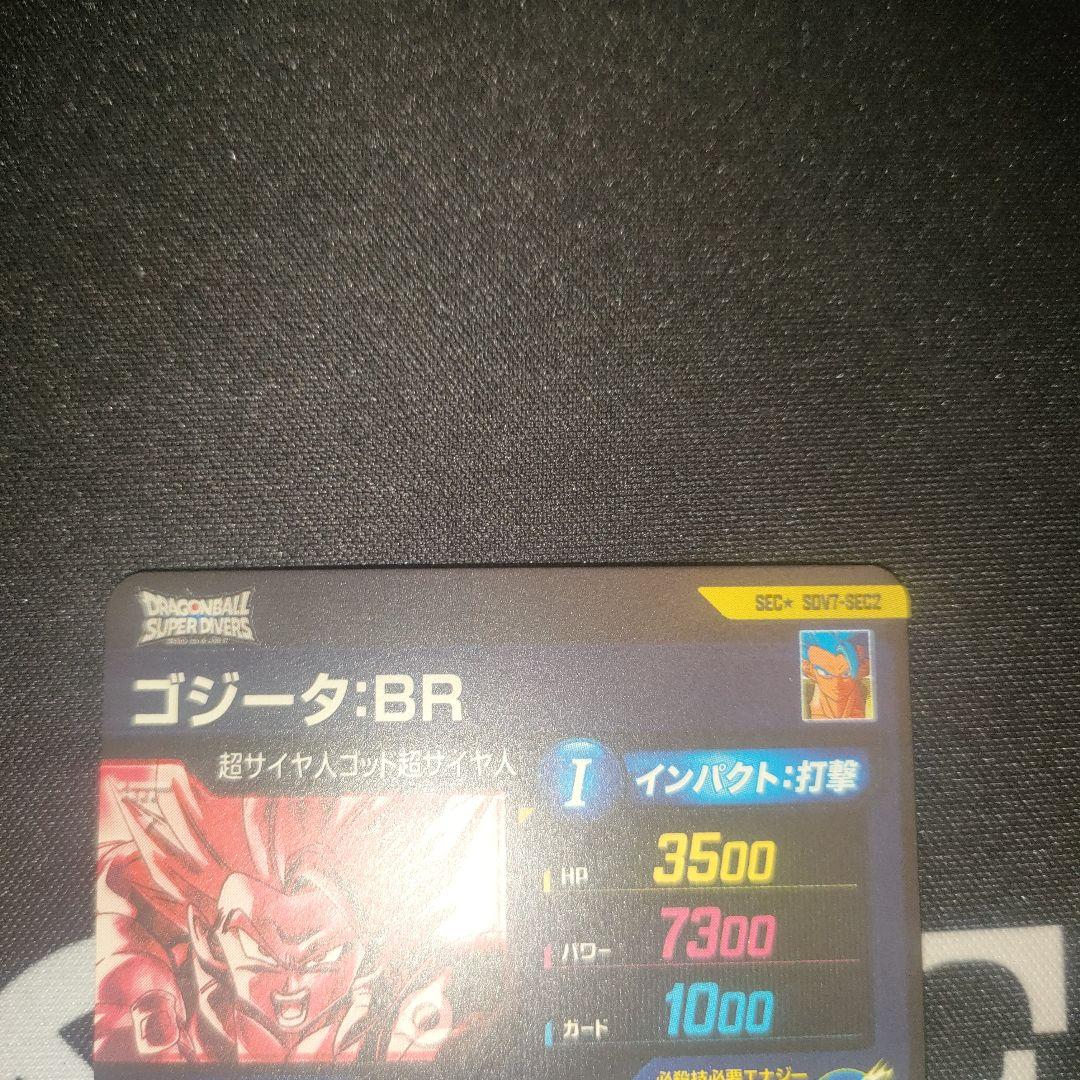 DRAGONBALL
SUPER DIVERS
SEC★ SDV7-SEC2
ゴジータ:BR
超サイヤ人ゴッド超サイヤ人
I インパクト:打撃
HP 3500
パワー 7300
ガード 1000
必殺技必要エナジー